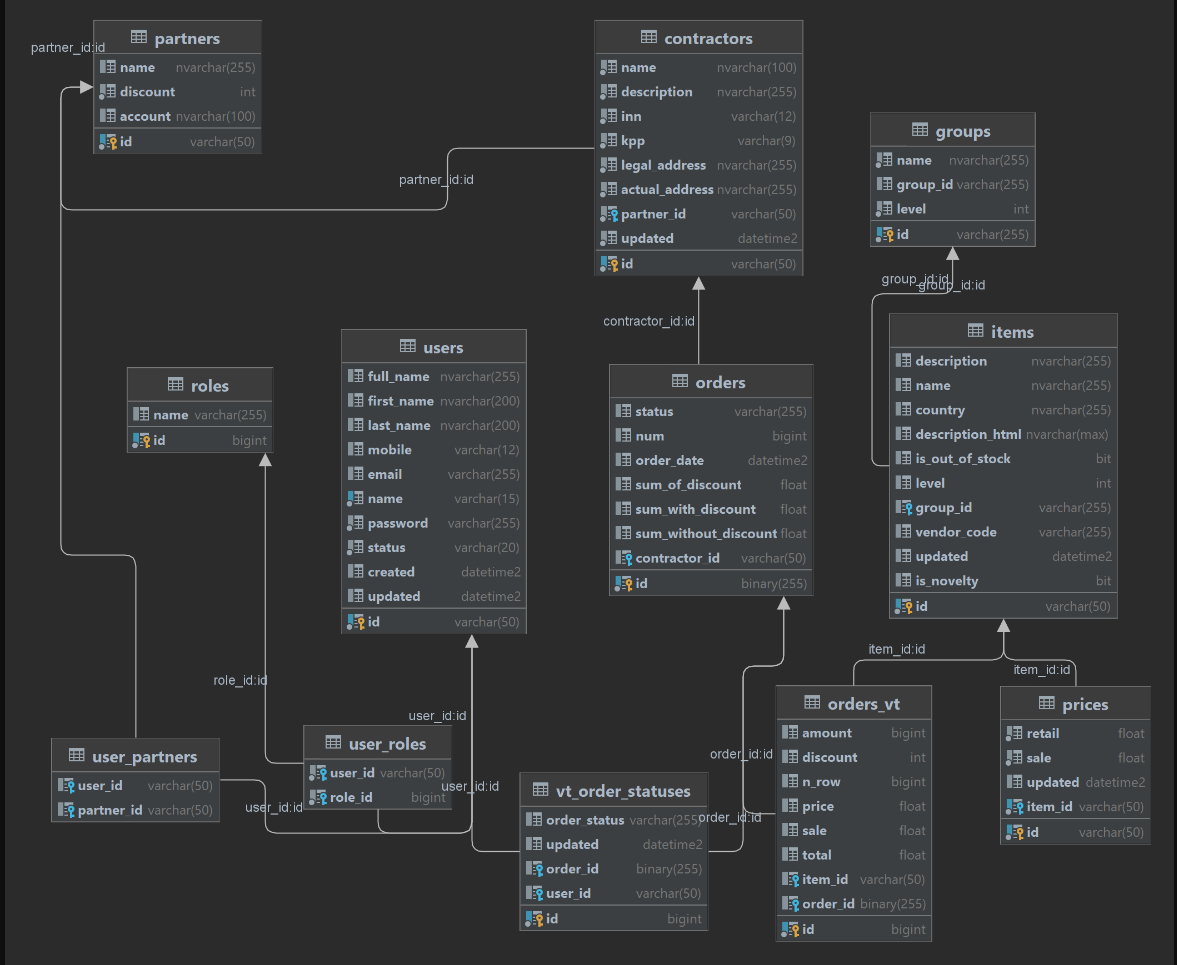 partners
partner_id:id
name nvarchar(255)
discount int
account nvarchar(100)
id varchar(50)
contractors
name nvarchar(100)
description nvarchar(255)
inn varchar(12)
kpp varchar(9)
legal_address nvarchar(255)
actual_address nvarchar(255)
partner_id varchar(50)
updated datetime2
id varchar(50)
partner_id:id
groups
name nvarchar(255)
group_id varchar(255)
level int
id varchar(255)
group_id:id
group_id:id
contractor_id:id
users
full_name nvarchar(255)
first_name nvarchar(200)
last_name nvarchar(200)
mobile varchar(12)
email varchar(255)
name varchar(15)
password varchar(255)
status varchar(20)
created datetime2
updated datetime2
id varchar(50)
roles
name varchar(255)
id bigint
orders
status varchar(255)
num bigint
order_date datetime2
sum_of_discount float
sum_with_discount float
sum_without_discount float
contractor_id varchar(50)
id binary(255)
items
description nvarchar(255)
name nvarchar(255)
country nvarchar(255)
description_html nvarchar(max)
is_out_of_stock bit
level int
group_id varchar(255)
vendor_code varchar(255)
updated datetime2
is_novelty bit
id varchar(50)
item_id:id
item_id:id
role_id:id
user_id:id
user_partners
user_id varchar(50)
partner_id varchar(50)
user_roles
user_id varchar(50)
role_id bigint
user_id:id
user_id:id
order_id:id
order_id:id
vt_order_statuses
order_status varchar(255)
updated datetime2
order_id binary(255)
user_id varchar(50)
id bigint
orders_vt
amount bigint
discount int
n_row bigint
price float
sale float
total float
item_id varchar(50)
order_id binary(255)
id bigint
prices
retail float
sale float
updated datetime2
item_id varchar(50)
id varchar(50)